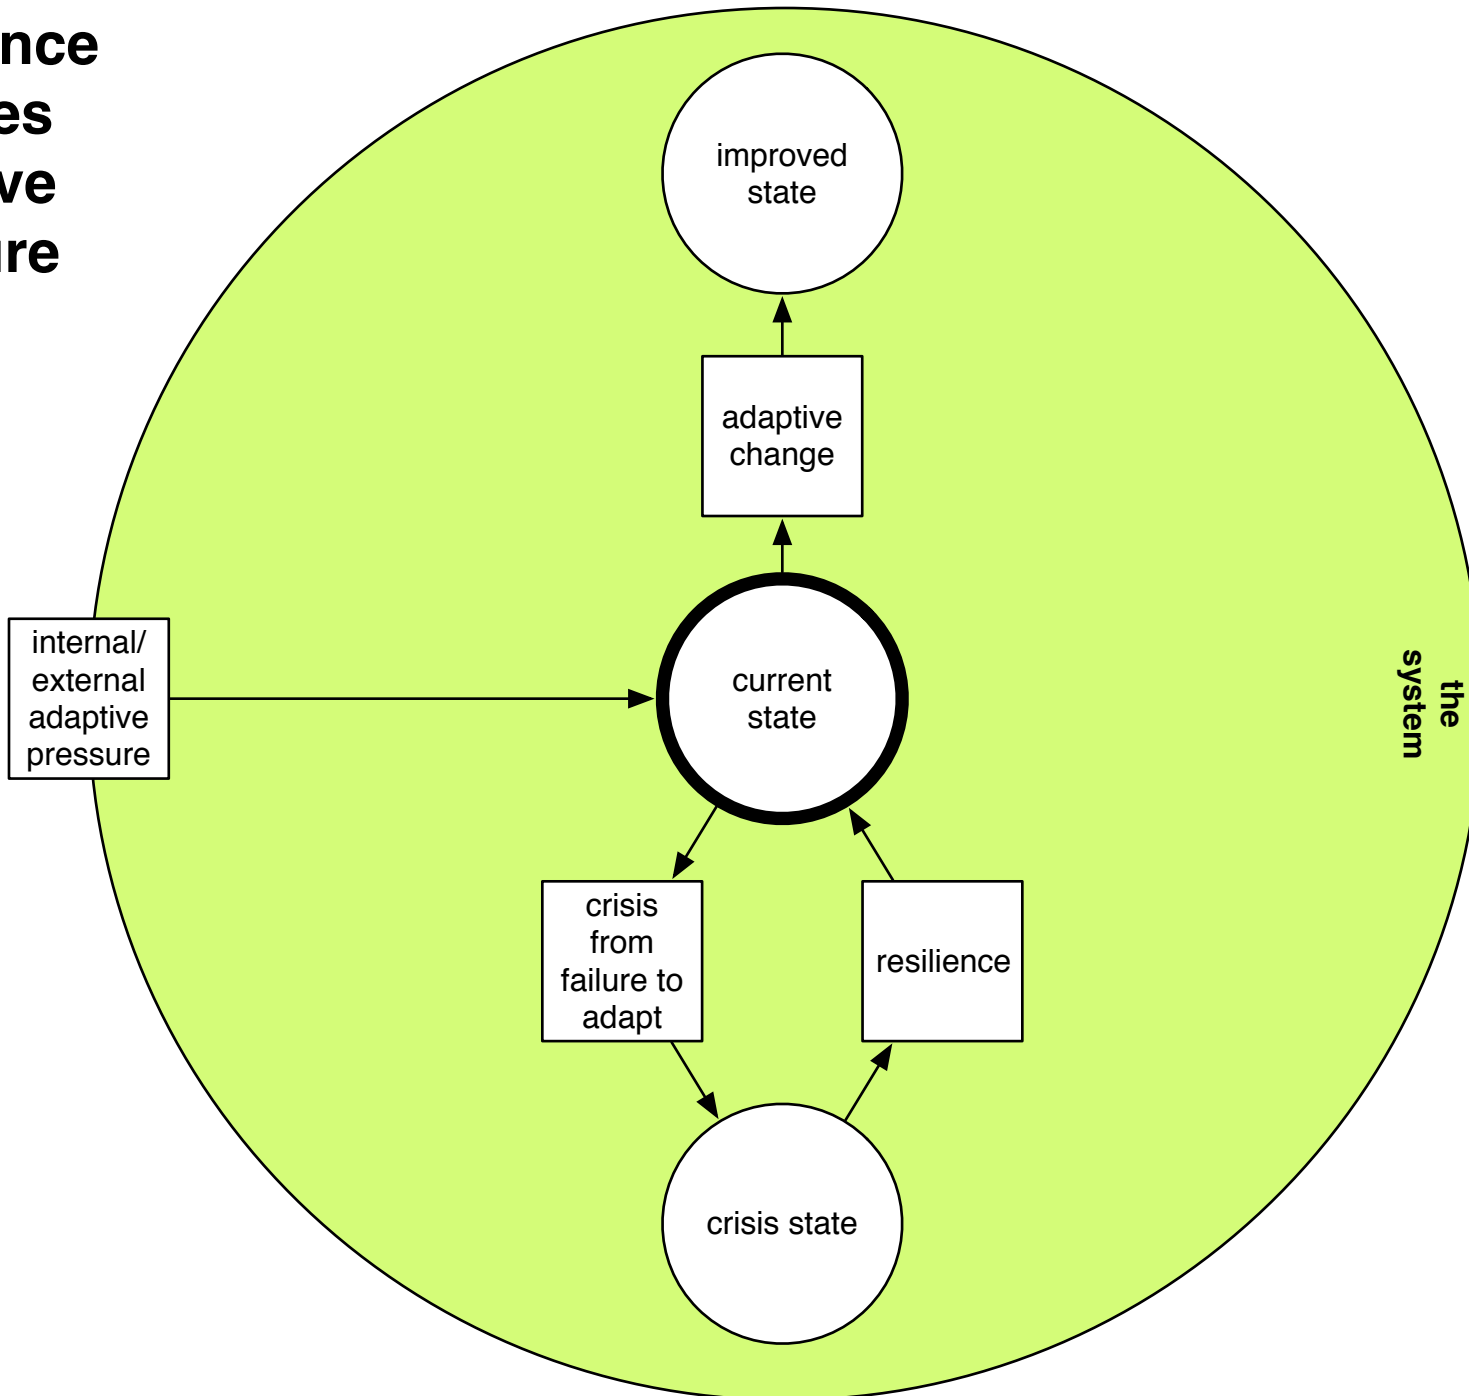 nce
es
ve
ure
improved
state
adaptive
change
internal/
external
adaptive
pressure
current
state
the
system
crisis
from
failure to
adapt
resilience
crisis state